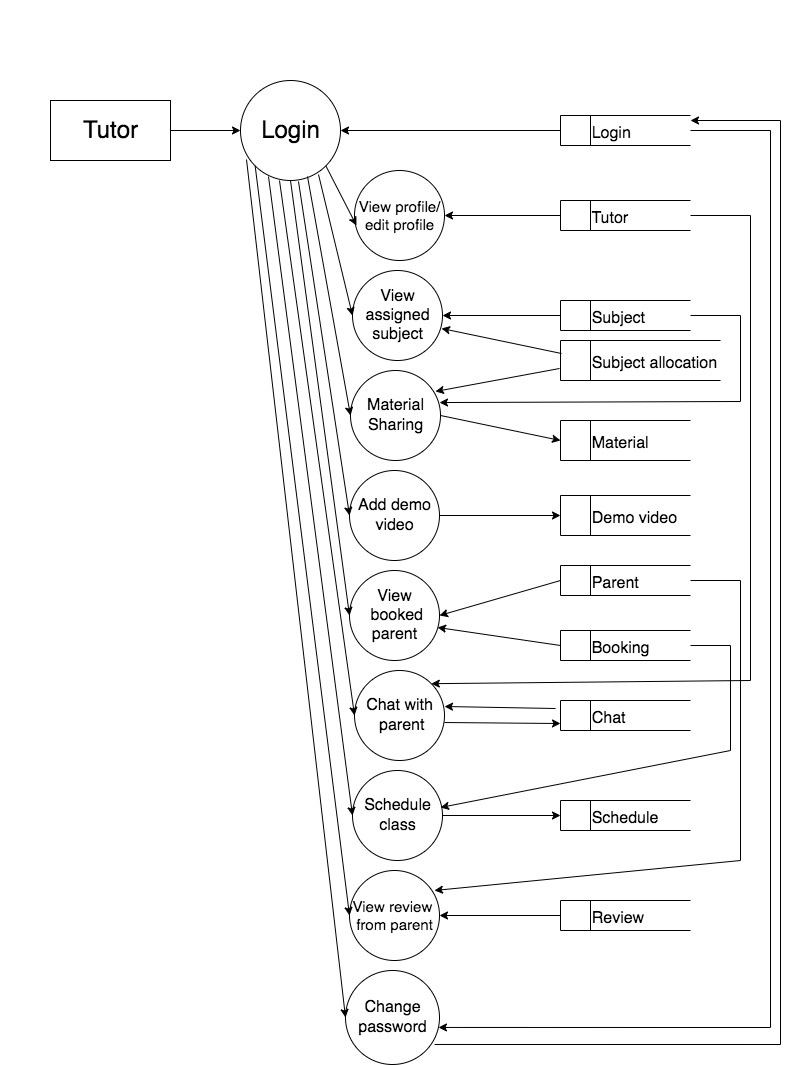 Tutor
Login
Login
View profile/
edit profile
Tutor
View
assigned
subject
Subject
Subject allocation
Material
Sharing
Material
Add demo
video
Demo video
View
booked
parent
Parent
Booking
Chat with
parent
Chat
Schedule
class
Schedule
View review
from parent
Review
Change
password